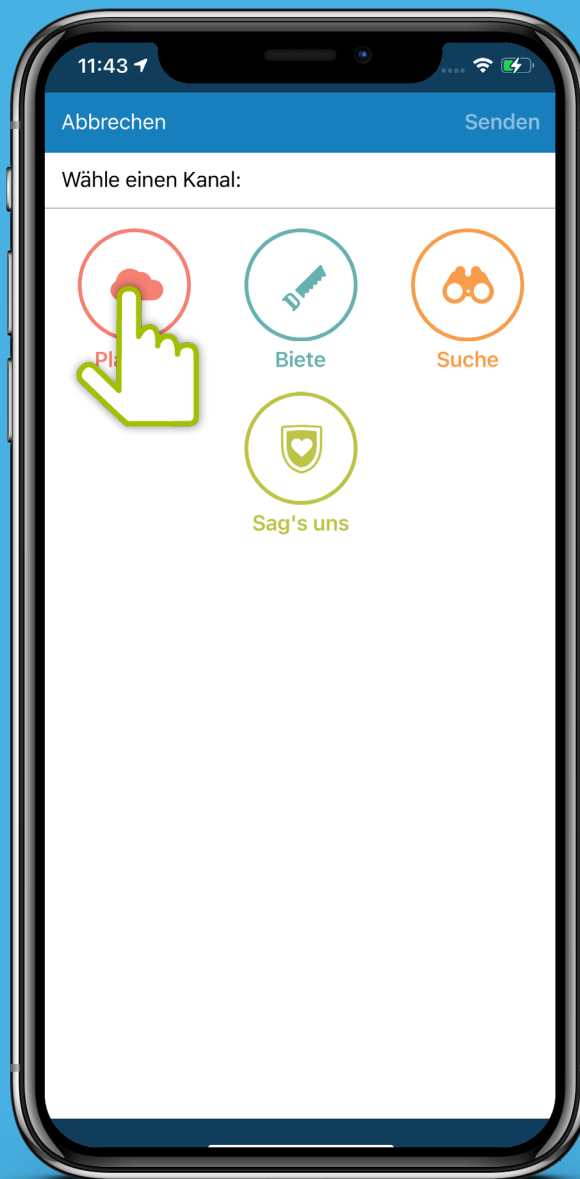 11:43
Abbrechen
Senden
Wähle einen Kanal:
Biete
Suche
Sag's uns